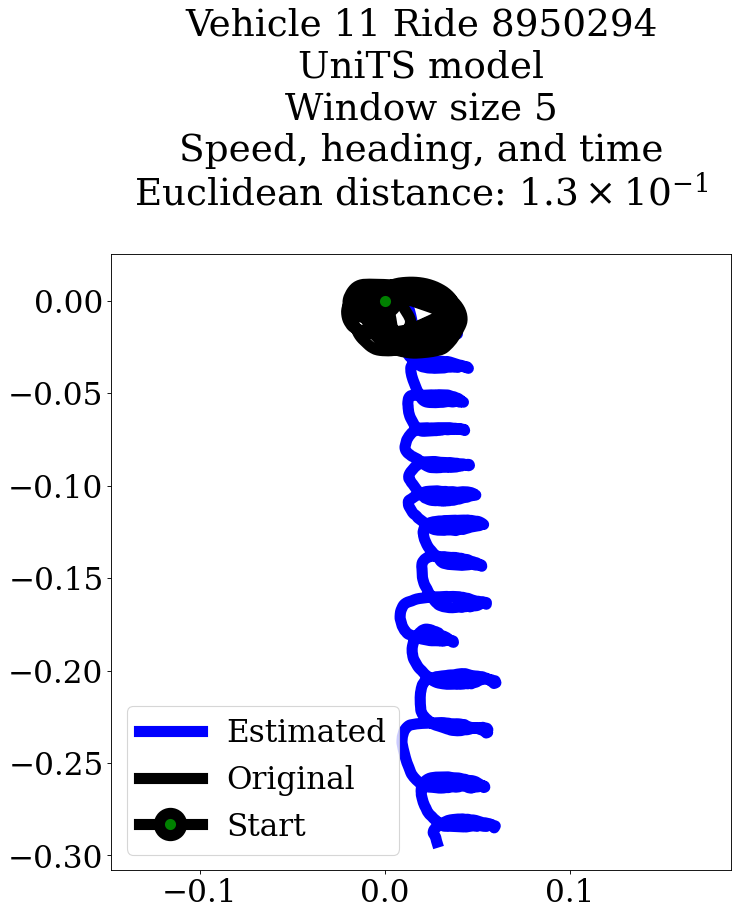 Vehicle 11 Ride 8950294
UniTS model
Window size 5
Speed, heading, and time
Euclidean distance: 1.3 × 10⁻¹
0.00
−0.05
−0.10
−0.15
−0.20
−0.25
−0.30
Estimated
Original
Start
−0.1
0.0
0.1